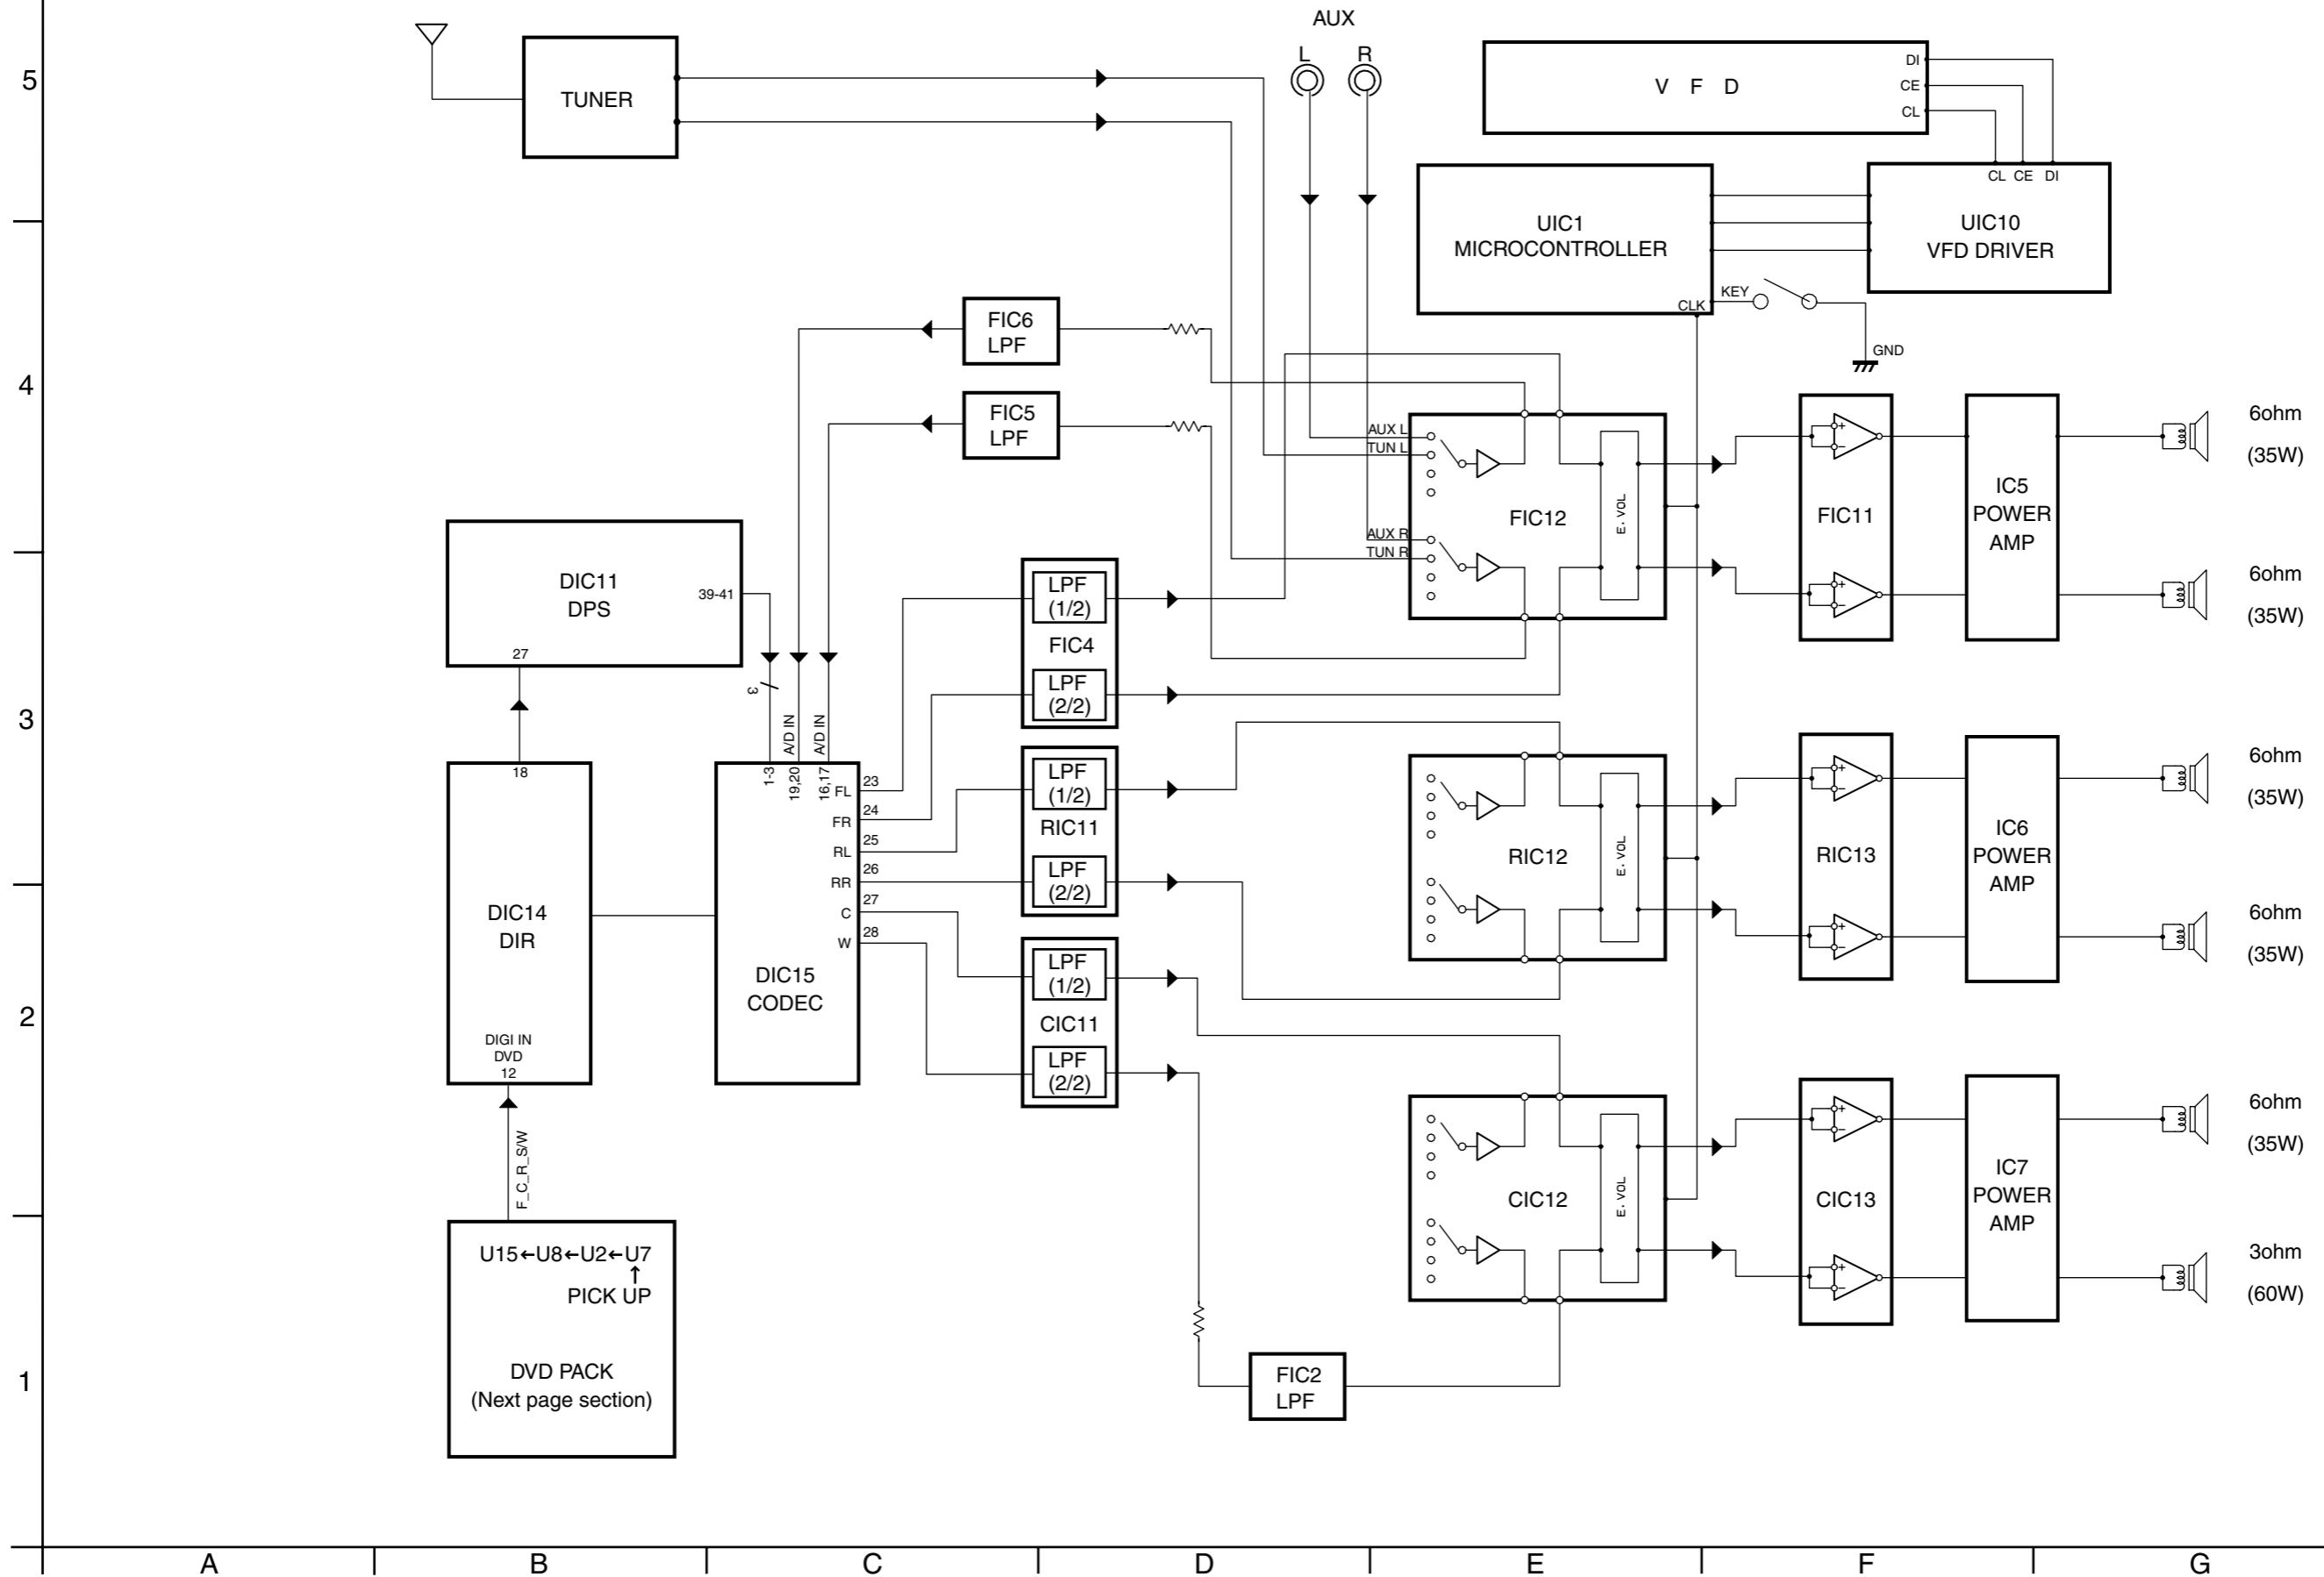 AUX
L R
5
TUNER
V F D
DI
CE
CL
CL CE DI
UIC1
MICROCONTROLLER
CLK
KEY
GND
UIC10
VFD DRIVER
4
FIC6
LPF
FIC5
LPF
AUX L
TUN L
AUX R
TUN R
FIC12
E. VOL
+
−
+
−
FIC11
IC5
POWER
AMP
6ohm
(35W)
6ohm
(35W)
DIC11
DPS
39-41
27
3
3
A/D IN
A/D IN
LPF
(1/2)
FIC4
LPF
(2/2)
18
DIC14
DIR
DIGI IN
DVD
12
1-3
19,20
16,17
FL 23
FR 24
RL 25
RR 26
C 27
W 28
DIC15
CODEC
LPF
(1/2)
RIC11
LPF
(2/2)
RIC12
E. VOL
+
−
+
−
RIC13
IC6
POWER
AMP
6ohm
(35W)
6ohm
(35W)
2
LPF
(1/2)
CIC11
LPF
(2/2)
CIC12
E. VOL
+
−
+
−
CIC13
IC7
POWER
AMP
6ohm
(35W)
3ohm
(60W)
F_C_R_S/W
U15←U8←U2←U7
↑
PICK UP
DVD PACK
(Next page section)
1
FIC2
LPF
A B C D E F G